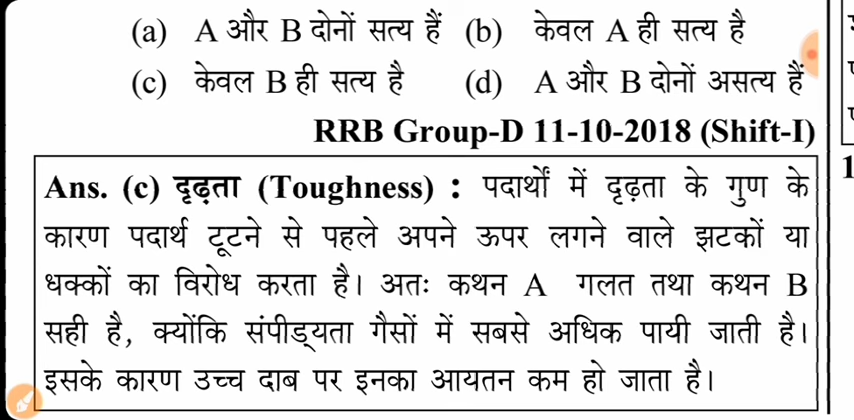 (a) A और B दोनों सत्य हैं (b) केवल A ही सत्य है
(c) केवल B ही सत्य है (d) A और B दोनों असत्य हैं
RRB Group-D 11-10-2018 (Shift-I)
Ans. (c) दृढ़ता (Toughness) : पदार्थों में दृढ़ता के गुण के
कारण पदार्थ टूटने से पहले अपने ऊपर लगने वाले झटकों या
धक्कों का विरोध करता है। अतः कथन A गलत तथा कथन B
सही है, क्योंकि संपीड्यता गैसों में सबसे अधिक पायी जाती है।
इसके कारण उच्च दाब पर इनका आयतन कम हो जाता है।
1